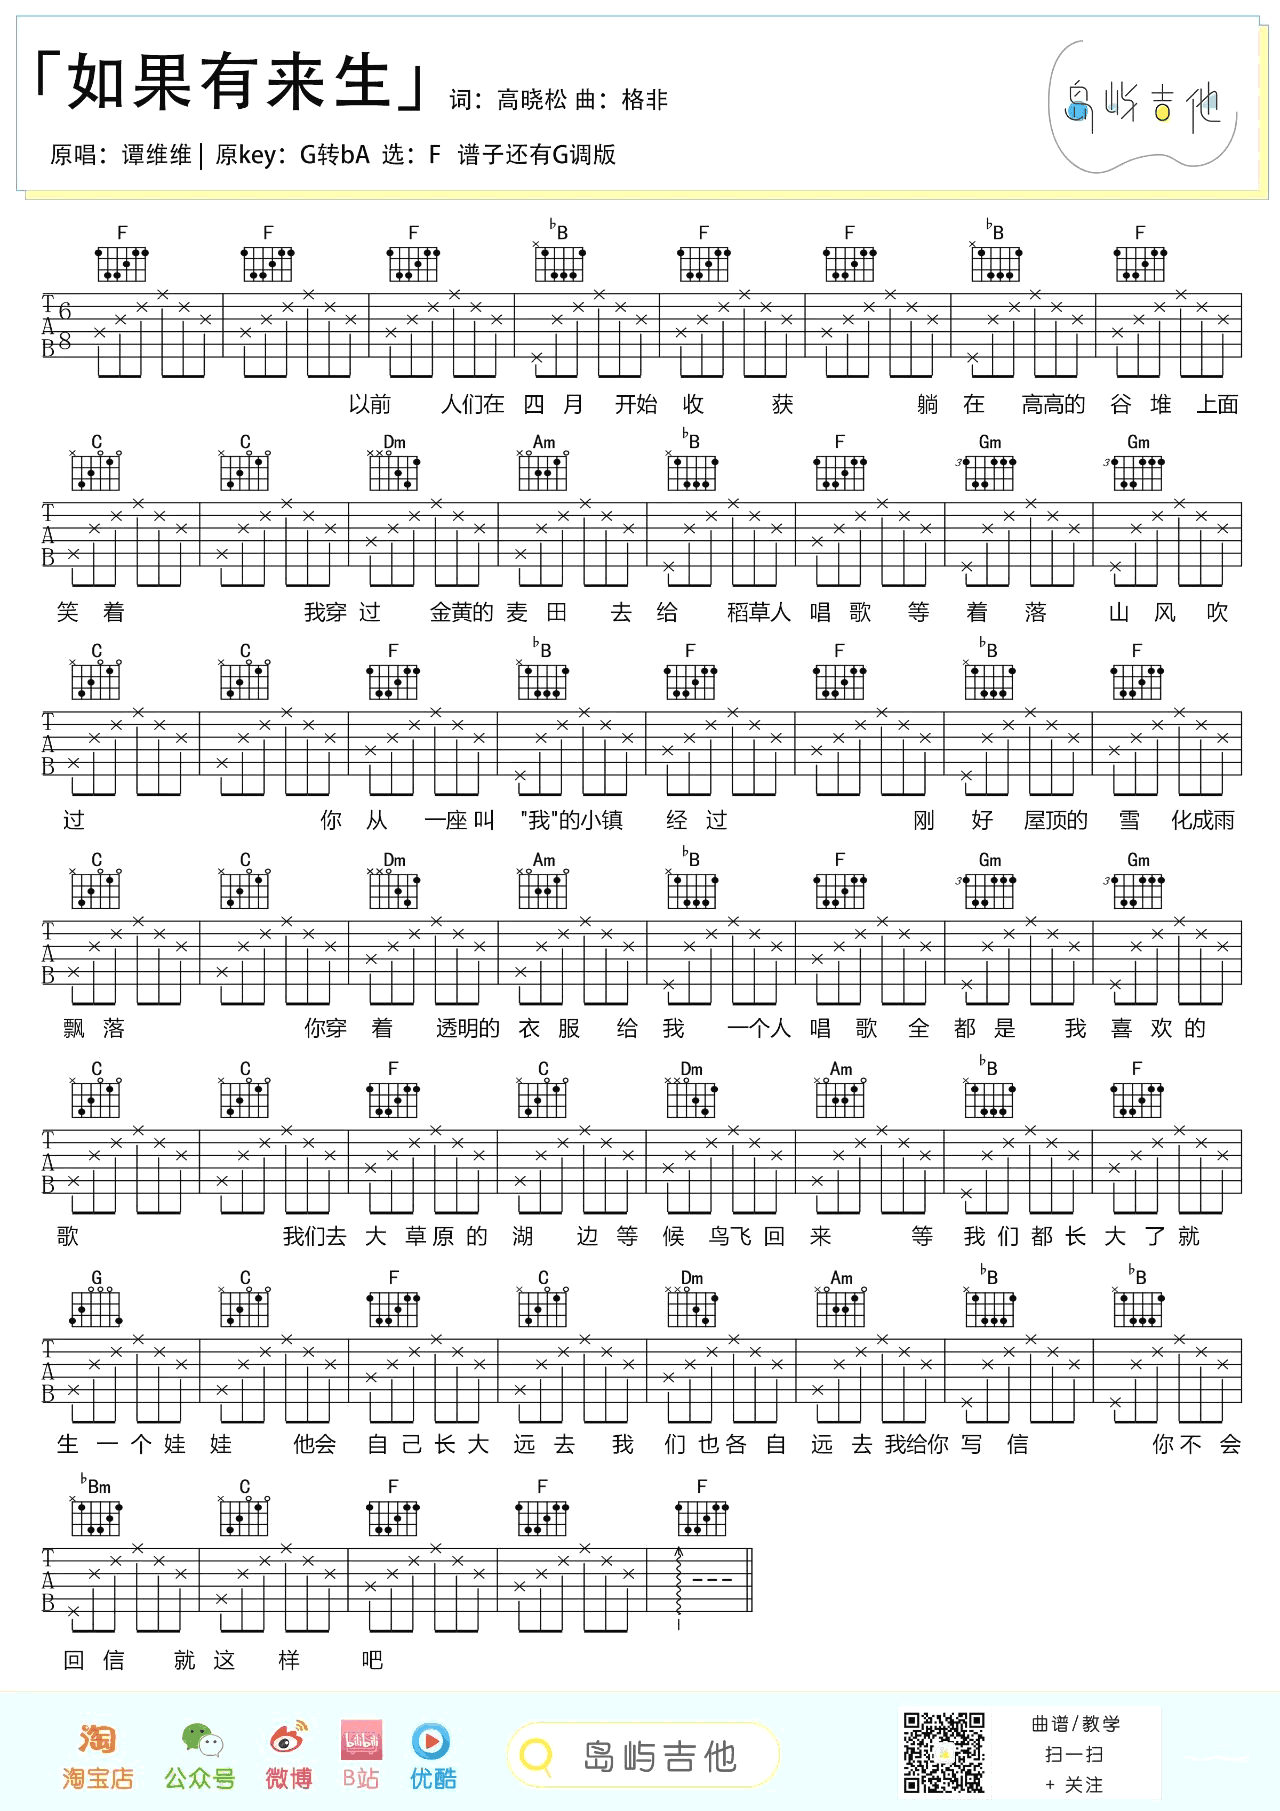 「如果有来生」 词：高晓松 曲：格非
岛屿吉他
原唱：谭维维| 原key：G转bA 选：F 谱子还有G调版
F F F ♭B F F ♭B F
T A B 6 8
以前 人们在 四 月 开始 收 获 躺 在 高高的 谷 堆 上面
C C Dm Am ♭B F Gm Gm
3 3
T A B
笑 着 我穿 过 金黄的 麦 田 去 给 稻草人 唱 歌 等 着 落 山 风 吹
C C F ♭B F F ♭B F
T A B
过 你 从 一座 叫 "我"的小镇 经 过 刚 好 屋顶的 雪 化成雨
C C Dm Am ♭B F Gm Gm
3 3
T A B
飘 落 你穿 着 透明的 衣 服 给 我 一个人 唱 歌 全 都 是 我 喜 欢 的
C C F C Dm Am ♭B F
T A B
歌 我们去 大 草 原 的 湖 边 等 候 鸟飞 回 来 等 我 们 都 长 大 了 就
G C F C Dm Am ♭B ♭B
T A B
生 一 个 娃 娃 他会 自 己 长 大 远 去 我 们 也 各 自 远 去 我给你 写 信 你 不 会
♭Bm C F F F
T A B
回 信 就 这 样 吧
淘
淘宝店
公众号
微博
bilibili
B站
优酷
岛屿吉他
曲谱/教学
扫一扫
+ 关注